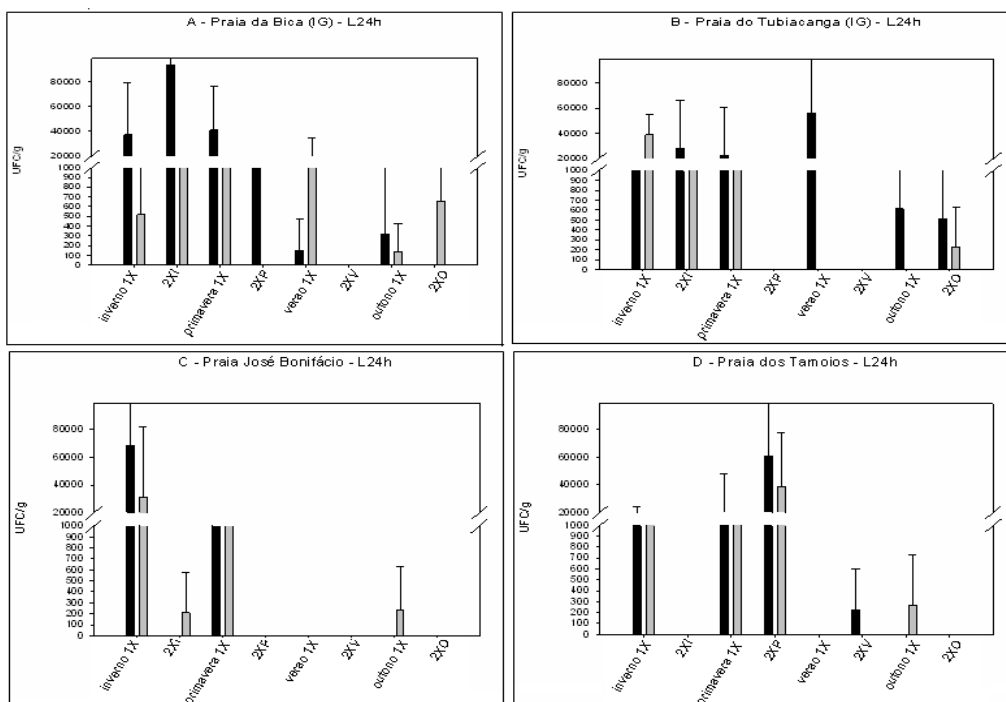 A - Praia da Bica (IG) - L24h
UFC/g
80000
60000
40000
20000
1000
900
800
700
600
500
400
300
200
100
0
inverno 1X
2XI
primavera 1X
2XP
verao 1X
2XV
outono 1X
2XO
B - Praia do Tubiacanga (IG) - L24h
UFC/g
80000
60000
40000
20000
1000
900
800
700
600
500
400
300
200
100
0
inverno 1X
2XI
primavera 1X
2XP
verao 1X
2XV
outono 1X
2XO
C - Praia José Bonifácio - L24h
UFC/g
80000
60000
40000
20000
1000
900
800
700
600
500
400
300
200
100
0
inverno 1X
2XI
primavera 1X
2XP
verao 1X
2XV
outono 1X
2XO
D - Praia dos Tamoios - L24h
UFC/g
80000
60000
40000
20000
1000
900
800
700
600
500
400
300
200
100
0
inverno 1X
2XI
primavera 1X
2XP
verao 1X
2XV
outono 1X
2XO